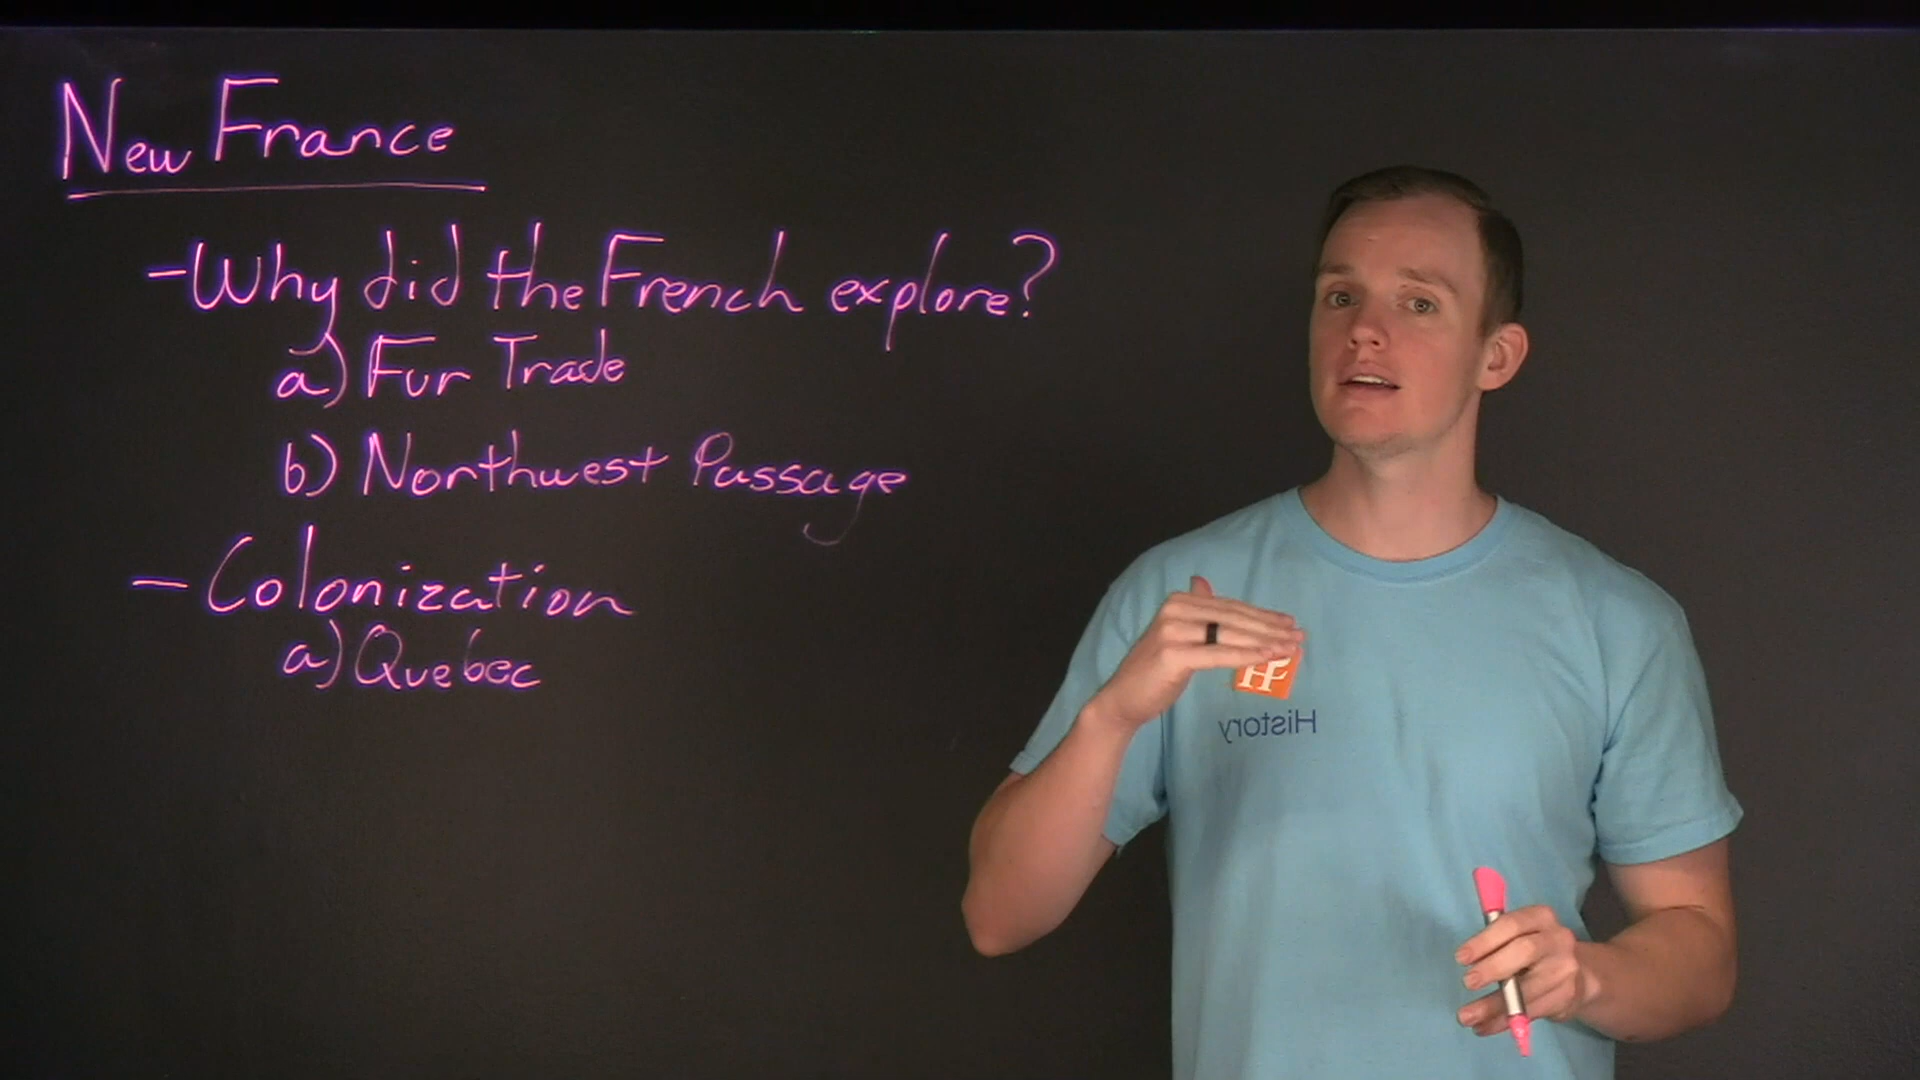 New France
- Why did the French explore?
a) Fur Trade
b) Northwest Passage
- Colonization
a) Quebec
History